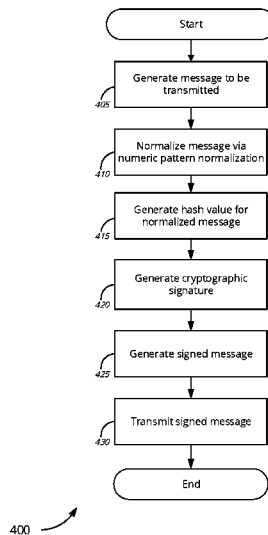 Start
Generate message to be
transmitted
405
Normalize message via
numeric pattern normalization
410
Generate hash value for
normalized message
415
Generate cryptographic
signature
420
Generate signed message
425
Transmit signed message
430
End
400